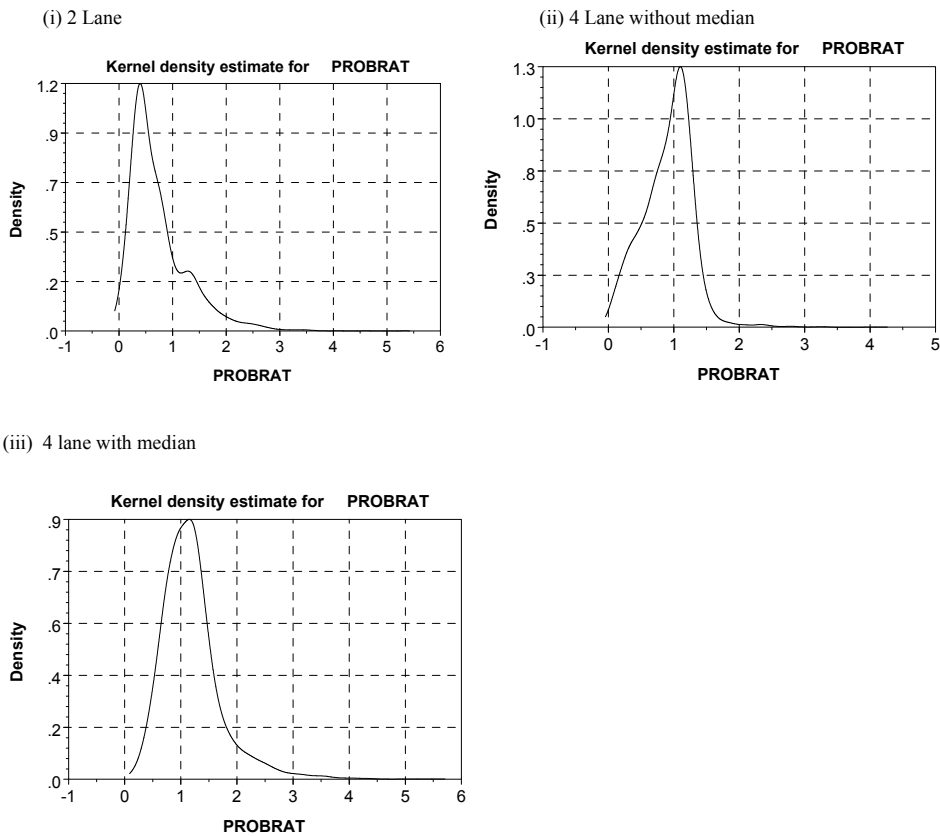 (i) 2 Lane
Kernel density estimate for PROBRAT
1.2
.9
.7
.5
.2
.0
Density
-1 0 1 2 3 4 5 6
PROBRAT
(ii) 4 Lane without median
Kernel density estimate for PROBRAT
1.3
1.0
.8
.5
.3
.0
Density
-1 0 1 2 3 4 5
PROBRAT
(iii) 4 lane with median
Kernel density estimate for PROBRAT
.9
.7
.6
.4
.2
.0
Density
-1 0 1 2 3 4 5 6
PROBRAT